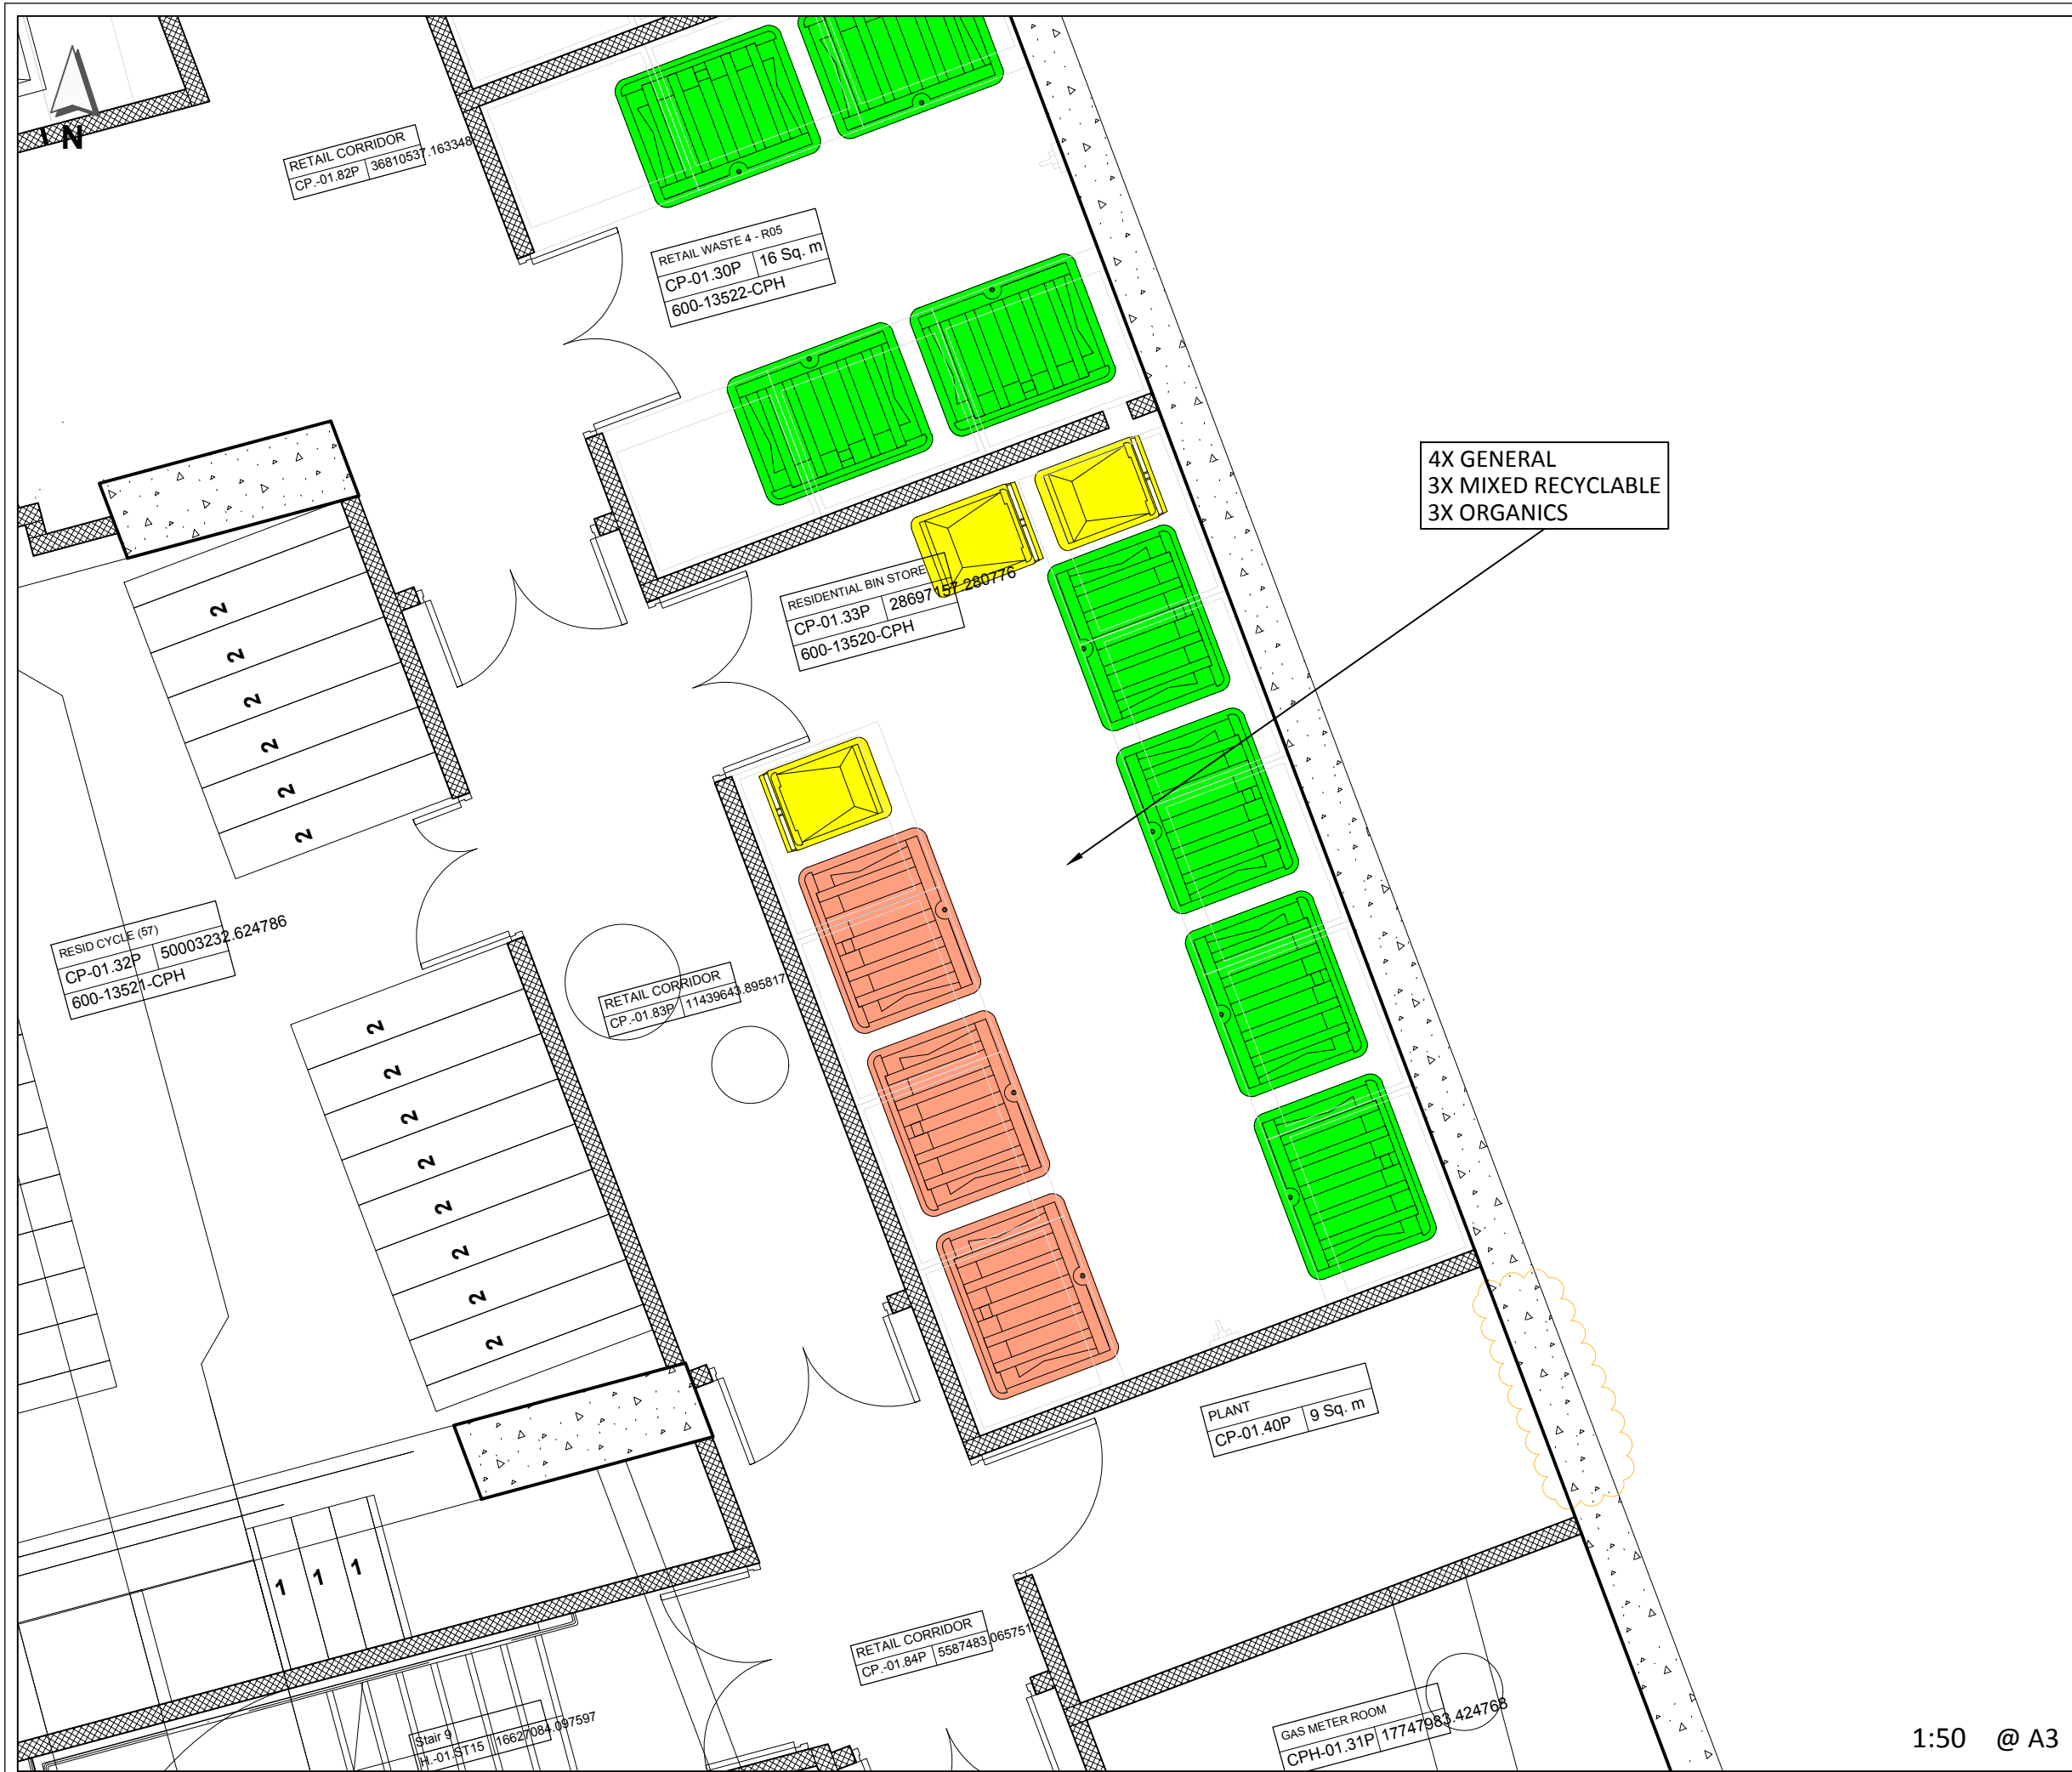 N
RETAIL CORRIDOR
CP.-01.82P 36810537.163348
RETAIL WASTE 4 - R05
CP-01.30P 16 Sq. m
600-13522-CPH
4X GENERAL
3X MIXED RECYCLABLE
3X ORGANICS
RESIDENTIAL BIN STORE
CP-01.33P 28697157.280776
600-13520-CPH
2
2
2
2
2
2
RESID CYCLE (57)
CP-01.32P 50003232.624786
600-13521-CPH
RETAIL CORRIDOR
CP.-01.83P 11439643.895817
2
2
2
2
2
2
2
2
PLANT
CP-01.40P 9 Sq. m
1 1 1
RETAIL CORRIDOR
CP.-01.84P 5587483.065751
Stair 9
H.-01.ST15 16627084.097597
GAS METER ROOM
CPH-01.31P 17747983.424768
1:50 @ A3